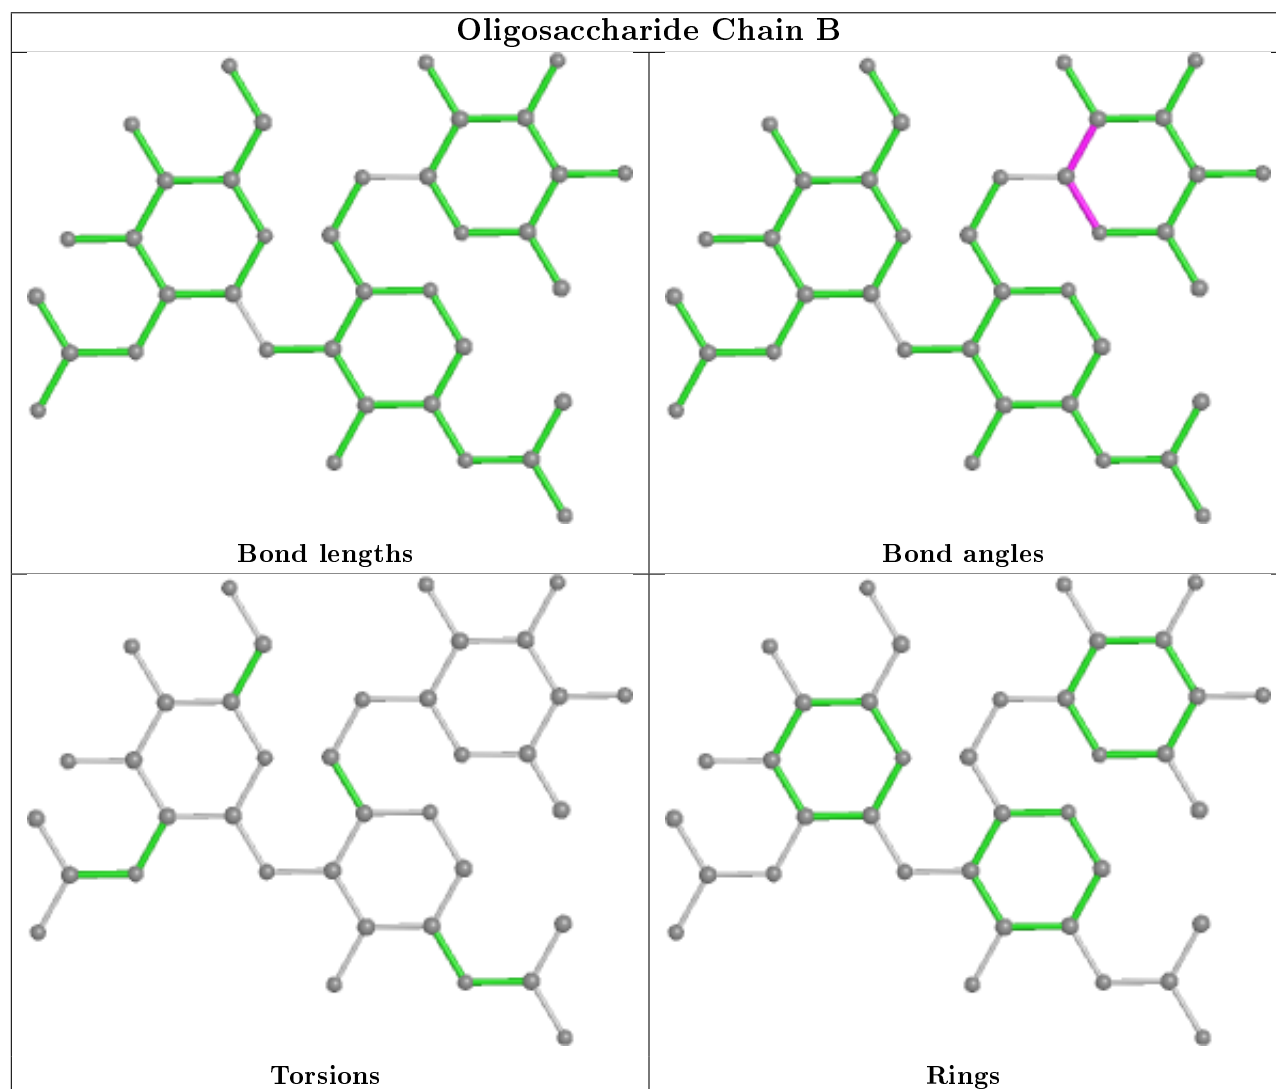 Oligosaccharide Chain B
Bond lengths
Bond angles
Torsions
Rings